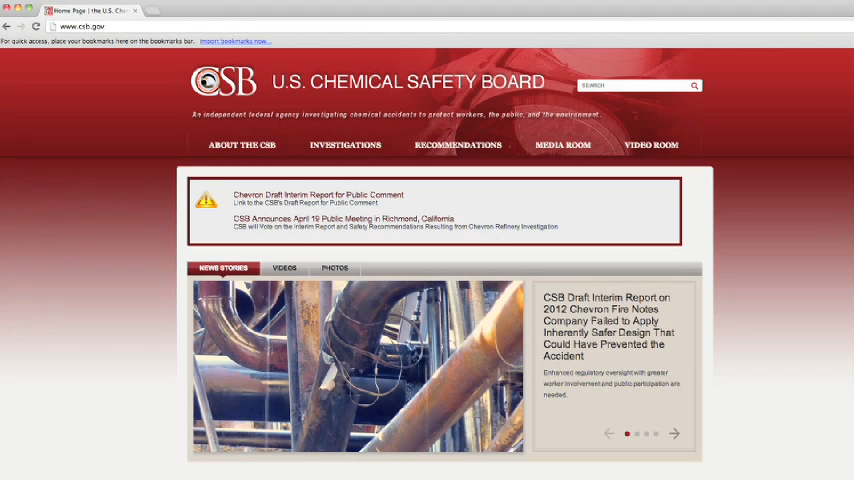 Home Page | the U.S. Che
www.csb.gov
For quick access, place your bookmarks here on the bookmarks bar. Import bookmarks now...
CSB U.S. CHEMICAL SAFETY BOARD
SEARCH
An independent federal agency investigating chemical accidents to protect workers, the public, and the environment.
ABOUT THE CSB INVESTIGATIONS RECOMMENDATIONS MEDIA ROOM VIDEO ROOM
Chevron Draft Interim Report for Public Comment
Link to the CSB's Draft Report for Public Comment
CSB Announces April 19 Public Meeting in Richmond, California
CSB will Vote on the Interim Report and Safety Recommendations Resulting from Chevron Refinery Investigation
NEWS STORIES VIDEOS PHOTOS
CSB Draft Interim Report on
2012 Chevron Fire Notes
Company Failed to Apply
Inherently Safer Design That
Could Have Prevented the
Accident
Enhanced regulatory oversight with greater
worker involvement and public participation are
needed.